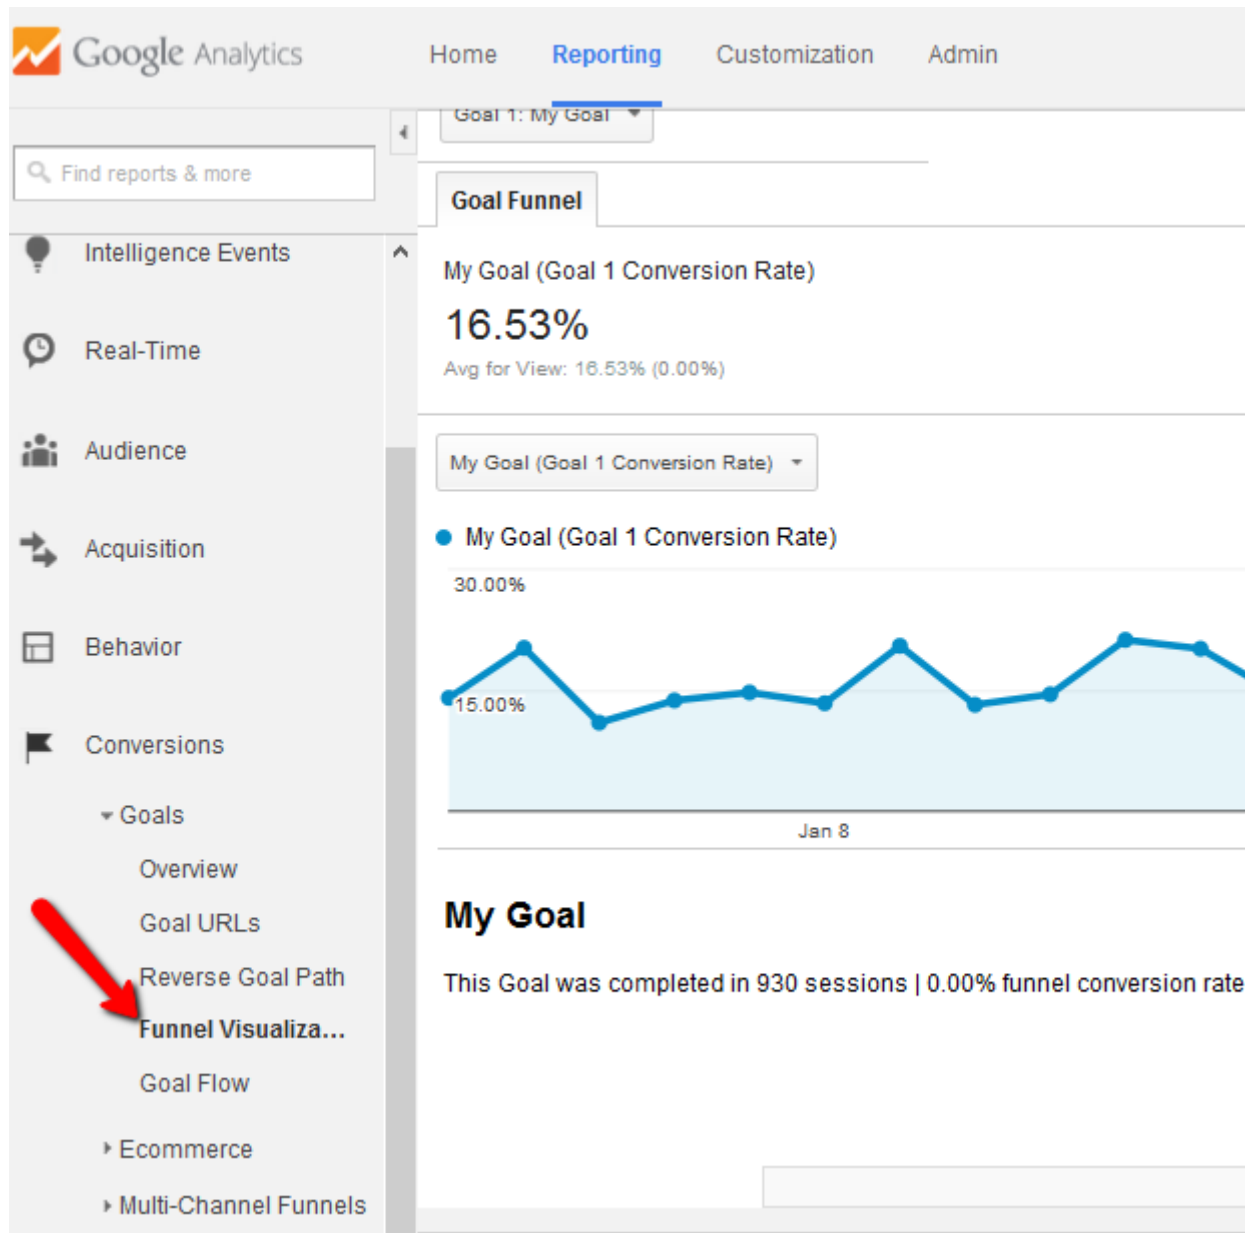 Google Analytics
Home Reporting Customization Admin
Goal 1: My Goal
Find reports & more
Goal Funnel
Intelligence Events
My Goal (Goal 1 Conversion Rate)
16.53%
Avg for View: 16.53% (0.00%)
Real-Time
Audience
My Goal (Goal 1 Conversion Rate)
My Goal (Goal 1 Conversion Rate)
Acquisition
30.00%
Behavior
15.00%
Conversions
Jan 8
Goals
Overview
Goal URLs
My Goal
Reverse Goal Path
This Goal was completed in 930 sessions | 0.00% funnel conversion rate
Funnel Visualiza...
Goal Flow
Ecommerce
Multi-Channel Funnels